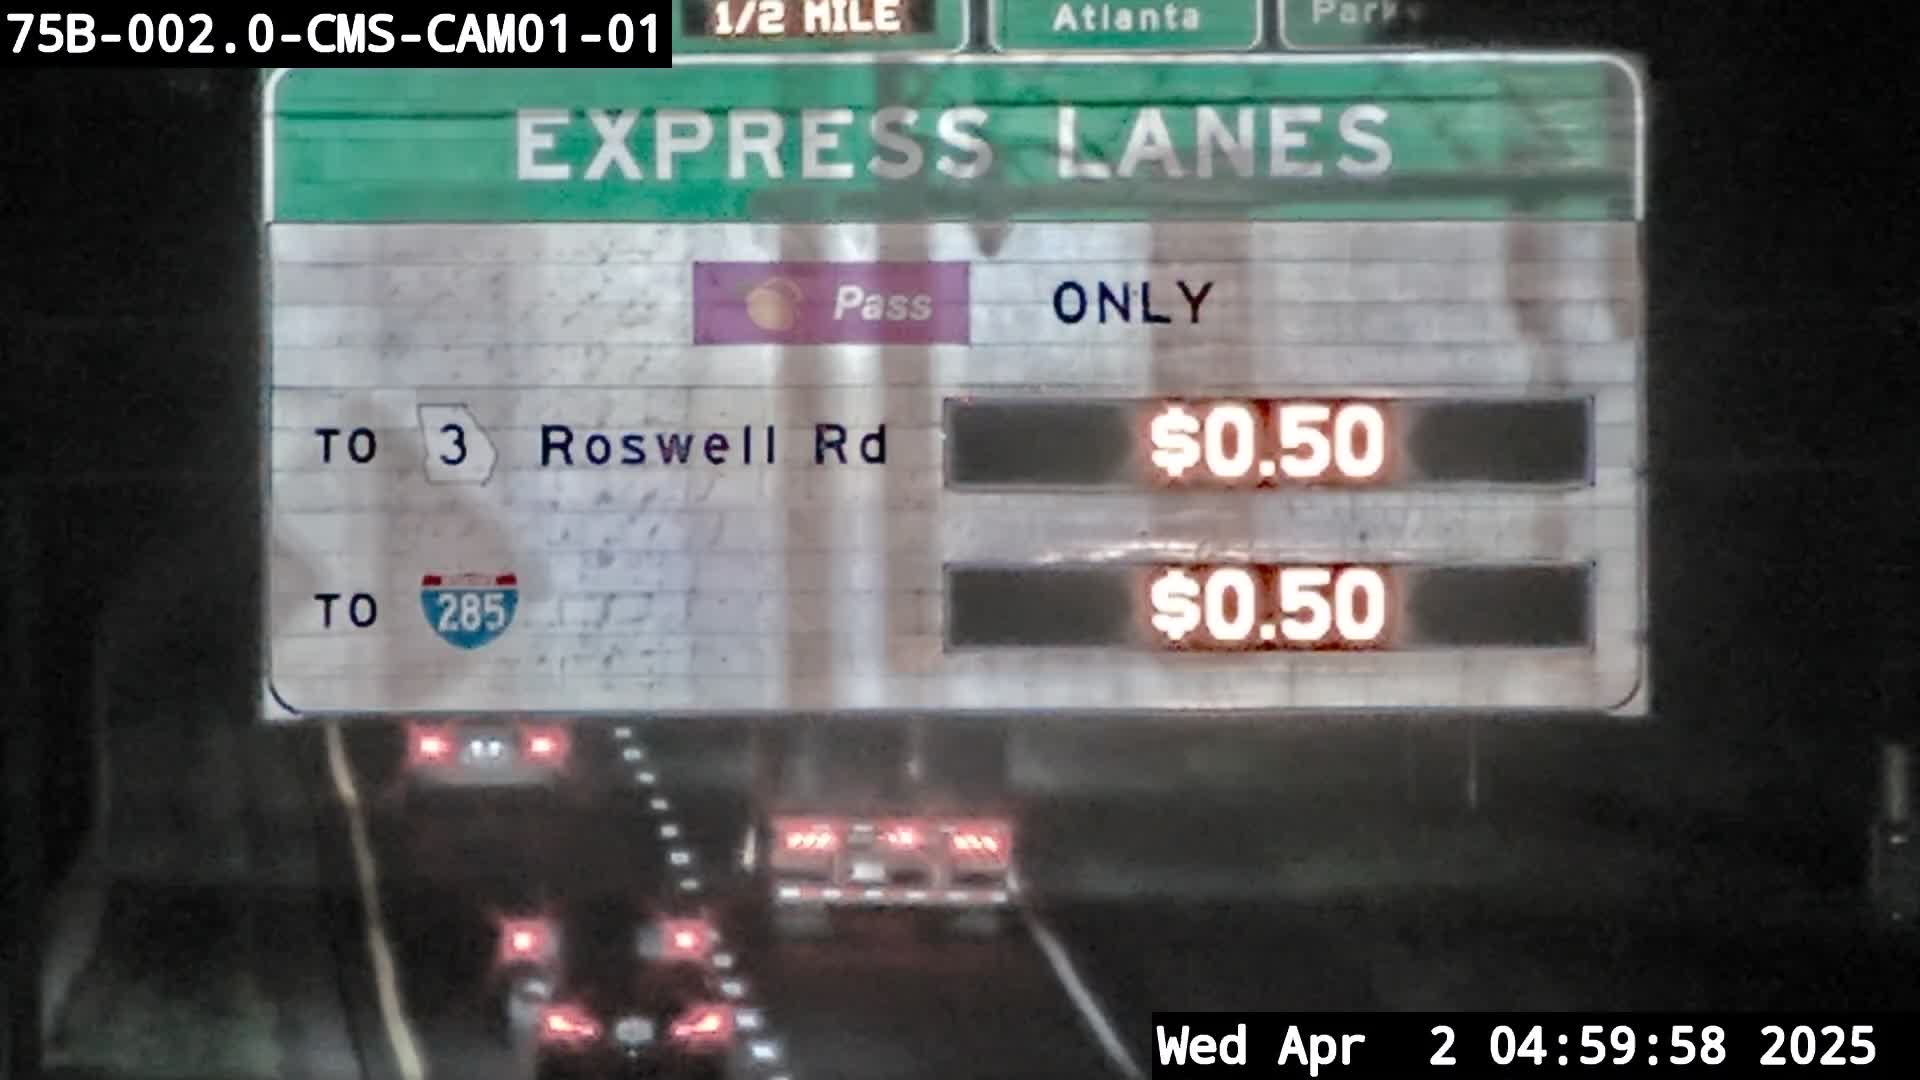 75B-002.0-CMS-CAM01-01
1/2 MILE
Atlanta
EXPRESS LANES
Pass ONLY
TO 3 Roswell Rd $0.50
TO 285 $0.50
Wed Apr 2 04:59:58 2025